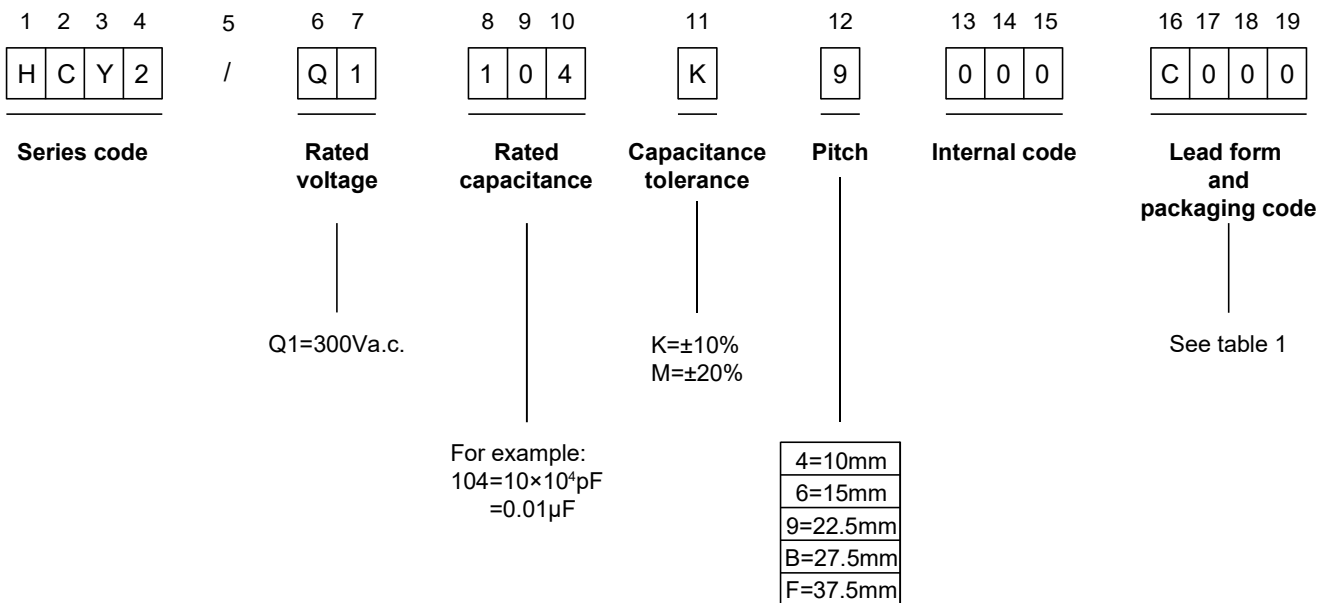 1 2 3 4 5 6 7 8 9 10 11 12 13 14 15 16 17 18 19
H C Y 2 / Q 1 1 0 4 K 9 0 0 0 C 0 0 0
Series code
Rated
voltage
Rated
capacitance
Capacitance
tolerance
Pitch
Internal code
Lead form
and
packaging code
Q1=300Va.c.
K=±10%
M=±20%
See table 1
For example:
104=10×10⁴pF
=0.01μF
4=10mm
6=15mm
9=22.5mm
B=27.5mm
F=37.5mm